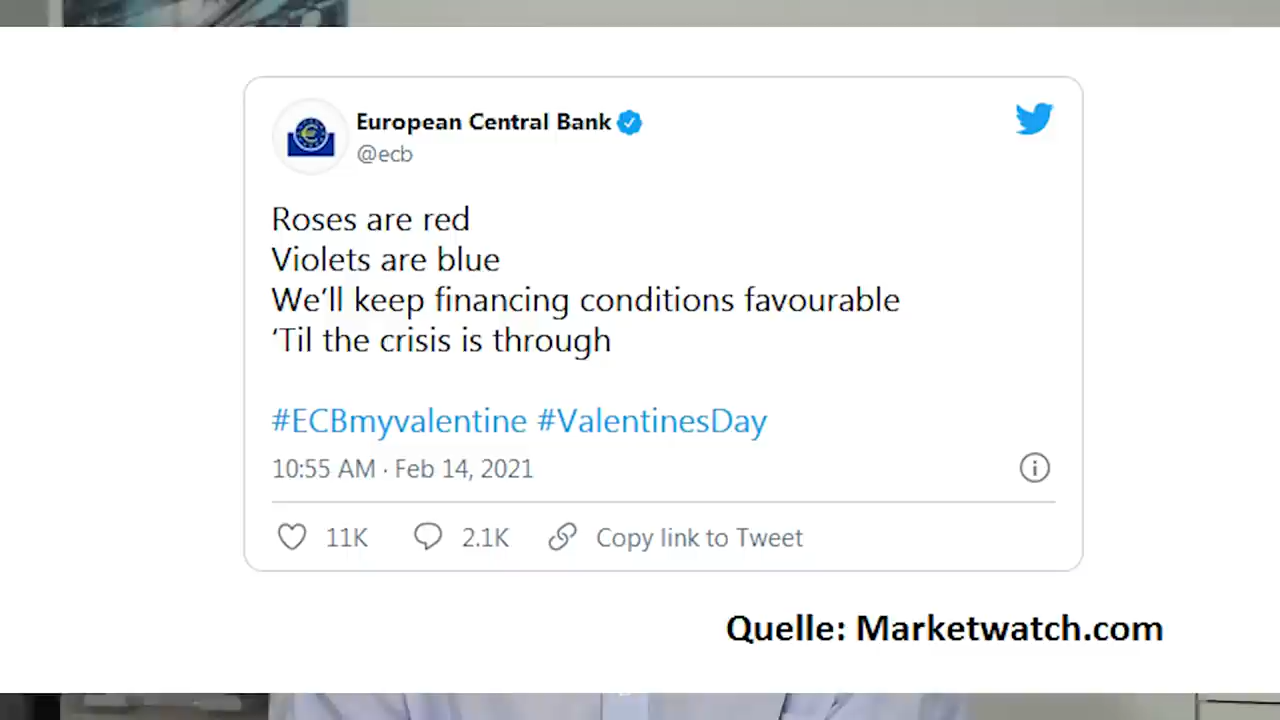 European Central Bank
@ecb
Roses are red
Violets are blue
We’ll keep financing conditions favourable
‘Til the crisis is through
#ECBmyvalentine #ValentinesDay
10:55 AM · Feb 14, 2021
11K 2.1K Copy link to Tweet
Quelle: Marketwatch.com